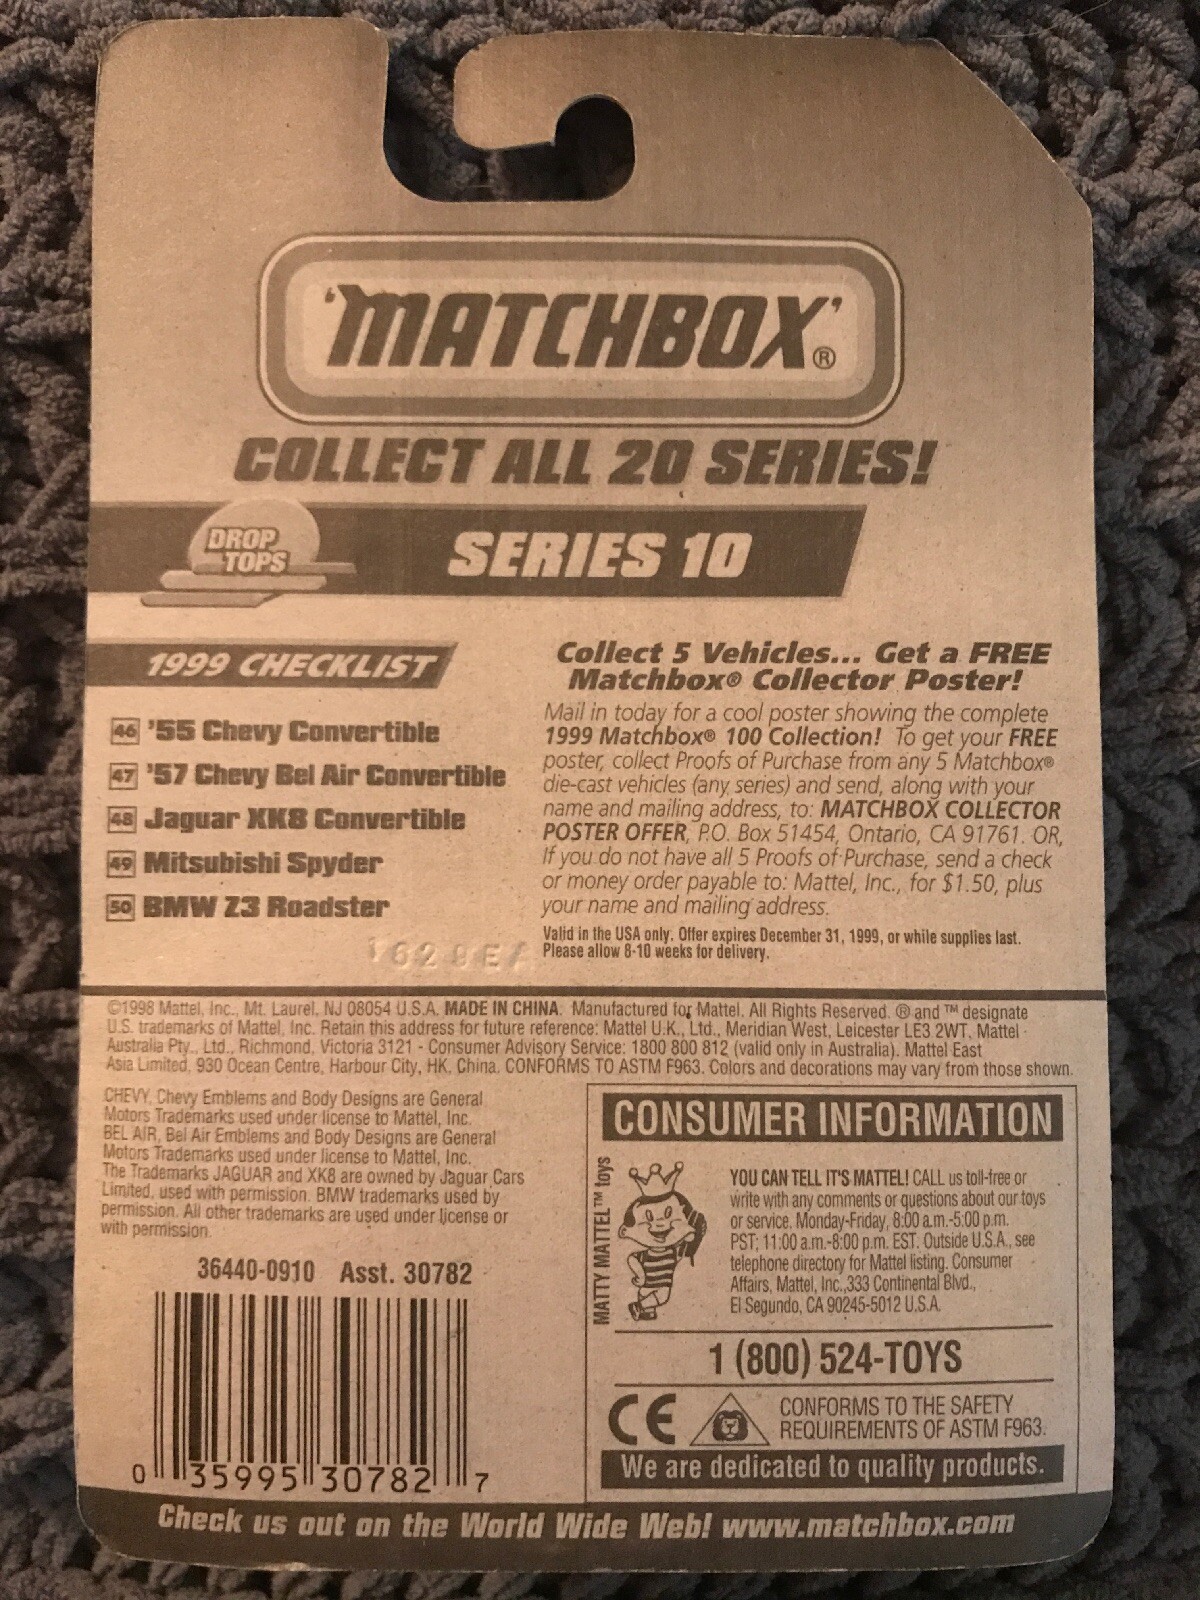 'MATCHBOX'®
COLLECT ALL 20 SERIES!
DROP
TOPS
SERIES 10
1999 CHECKLIST
46 '55 Chevy Convertible
47 '57 Chevy Bel Air Convertible
48 Jaguar XK8 Convertible
49 Mitsubishi Spyder
50 BMW Z3 Roadster
Collect 5 Vehicles... Get a FREE
Matchbox® Collector Poster!
Mail in today for a cool poster showing the complete
1999 Matchbox® 100 Collection! To get your FREE
poster, collect Proofs of Purchase from any 5 Matchbox®
die-cast vehicles (any series) and send, along with your
name and mailing address, to: MATCHBOX COLLECTOR
POSTER OFFER, P.O. Box 51454, Ontario, CA 91761. OR,
If you do not have all 5 Proofs of Purchase, send a check
or money order payable to: Mattel, Inc., for $1.50, plus
your name and mailing address.
Valid in the USA only. Offer expires December 31, 1999, or while supplies last.
Please allow 8-10 weeks for delivery.
©1998 Mattel, Inc., Mt. Laurel, NJ 08054 U.S.A. MADE IN CHINA. Manufactured for Mattel. All Rights Reserved. ® and ™ designate
U.S. trademarks of Mattel, Inc. Retain this address for future reference: Mattel U.K., Ltd., Meridian West, Leicester LE3 2WT, Mattel
Australia Pty., Ltd., Richmond, Victoria 3121 - Consumer Advisory Service: 1800 800 812 (valid only in Australia). Mattel East
Asia Limited, 930 Ocean Centre, Harbour City, HK, China. CONFORMS TO ASTM F963. Colors and decorations may vary from those shown.
CHEVY, Chevy Emblems and Body Designs are General
Motors Trademarks used under license to Mattel, Inc.
BEL AIR, Bel Air Emblems and Body Designs are General
Motors Trademarks used under license to Mattel, Inc.
The Trademarks JAGUAR and XK8 are owned by Jaguar Cars
Limited, used with permission. BMW trademarks used by
permission. All other trademarks are used under license or
with permission.
36440-0910 Asst. 30782
0 35995 30782 7
CONSUMER INFORMATION
MATTY MATTEL™ toys
YOU CAN TELL IT'S MATTEL! CALL us toll-free or
write with any comments or questions about our toys
or service. Monday-Friday, 8:00 a.m.-5:00 p.m.
PST; 11:00 a.m.-8:00 p.m. EST. Outside U.S.A., see
telephone directory for Mattel listing. Consumer
Affairs, Mattel, Inc.,333 Continental Blvd.,
El Segundo, CA 90245-5012 U.S.A.
1 (800) 524-TOYS
CE
CONFORMS TO THE SAFETY
REQUIREMENTS OF ASTM F963.
We are dedicated to quality products.
Check us out on the World Wide Web! www.matchbox.com